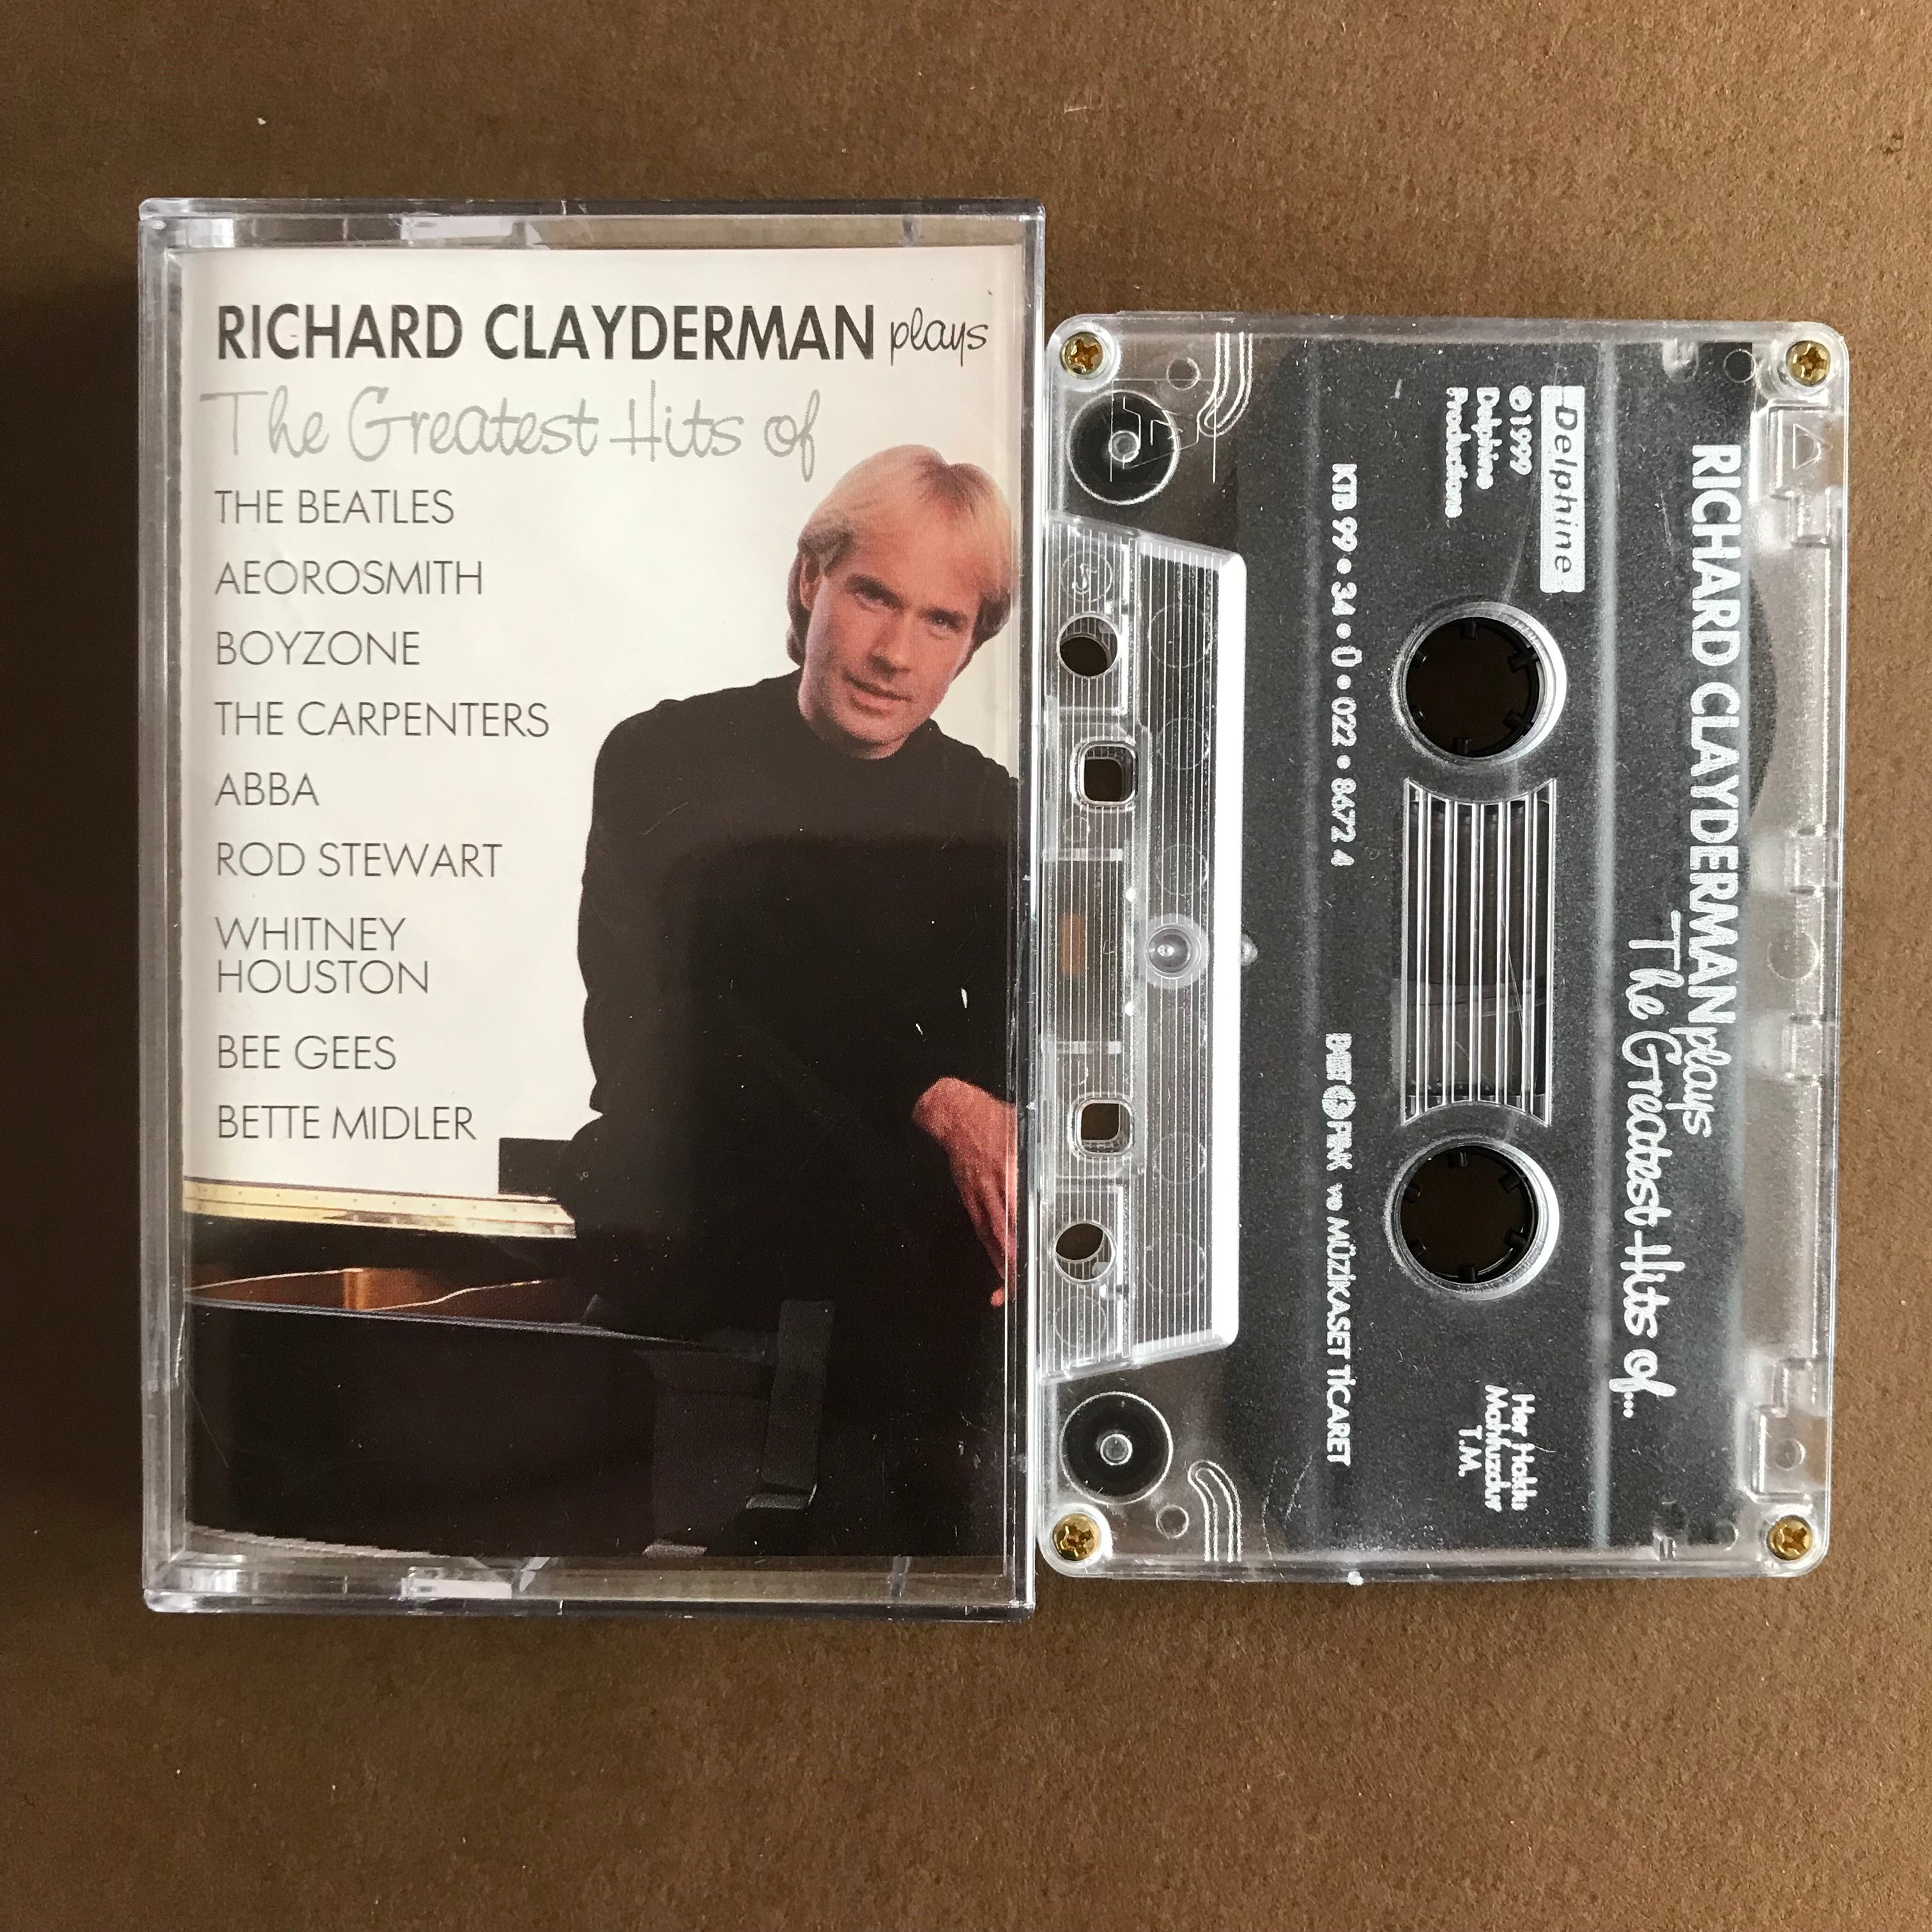 RICHARD CLAYDERMAN plays
The Greatest Hits of
THE BEATLES
AEOROSMITH
BOYZONE
THE CARPENTERS
ABBA
ROD STEWART
WHITNEY
HOUSTON
BEE GEES
BETTE MIDLER
RICHARD CLAYDERMAN plays
The Greatest Hits of...
Delphine
℗©1999
Delphine
Productions
Her Hakkı
Mahfuzdur
T.M.
KTB 99 • 34 • Ü • 022 • 8672 4
PINK ve MÜZİK KASET TİCARET